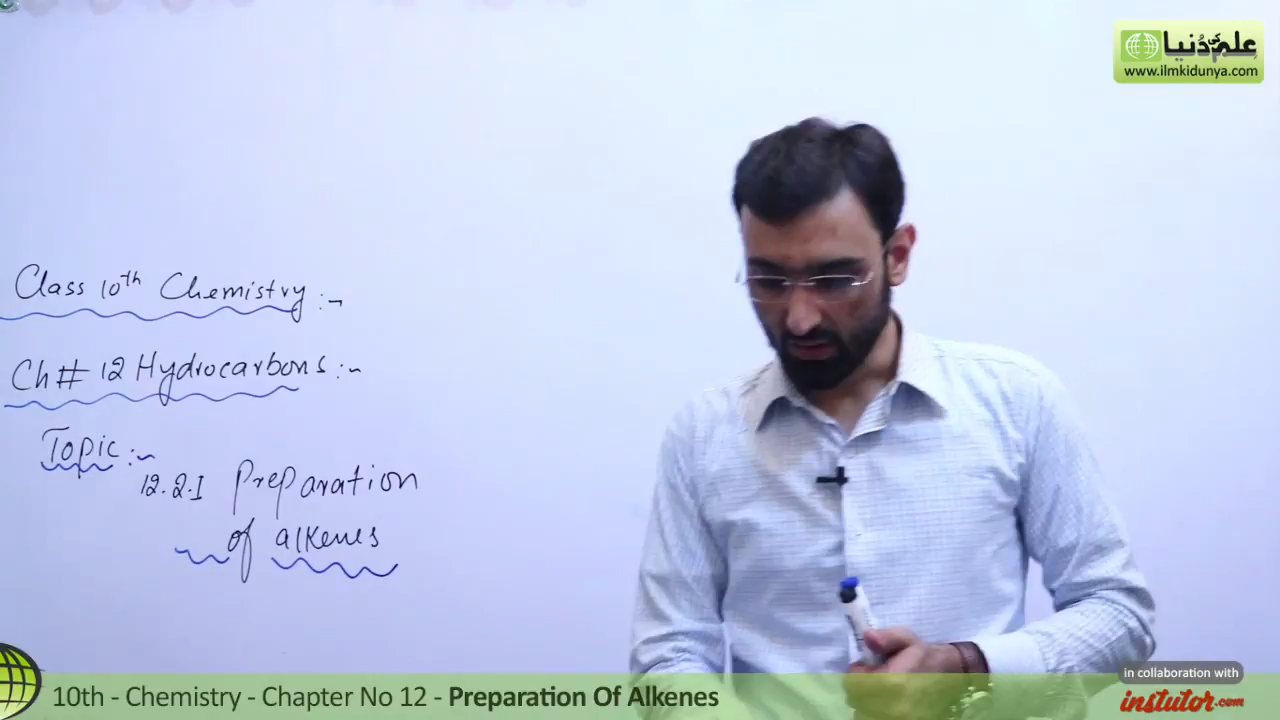 علم کی دُنیا
www.ilmkidunya.com
Class 10th Chemistry :-
Ch# 12 Hydrocarbons :-
Topic :-
12.2.1 Preparation
of alkenes
in collaboration with
10th - Chemistry - Chapter No 12 - Preparation Of Alkenes
instutor.com